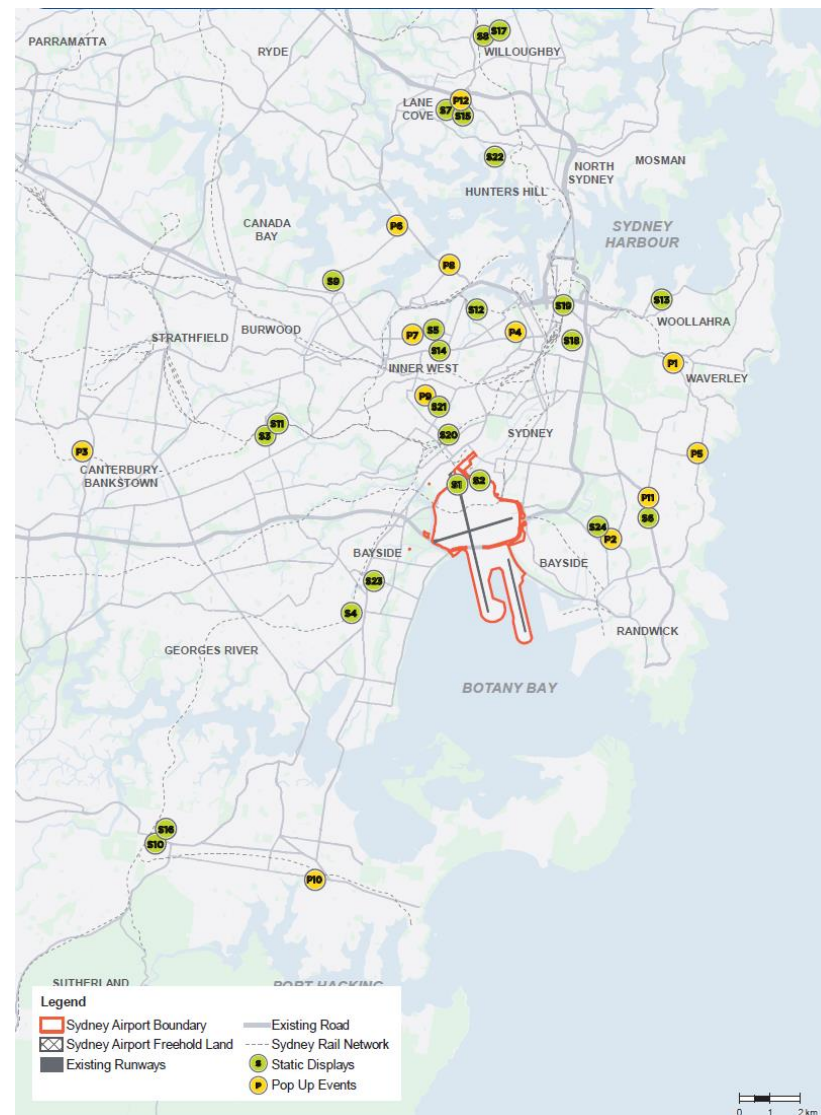 S8 S17
PARRAMATTA
RYDE
WILLOUGHBY
P12
LANE
COVE
S7
S15
S22
NORTH
SYDNEY
MOSMAN
HUNTERS HILL
CANADA
BAY
P6
SYDNEY
HARBOUR
P8
S9
S13
S12
S19
WOOLLAHRA
STRATHFIELD
BURWOOD
P7
S5
P4
S18
S14
INNER WEST
P1
WAVERLEY
P9
S21
S11
S3
S20
SYDNEY
P3
CANTERBURY-
BANKSTOWN
P5
S1
S2
P11
S6
S24
P2
BAYSIDE
BAYSIDE
S23
S4
RANDWICK
GEORGES RIVER
BOTANY BAY
S16
S10
P10
SUTHERLAND
PORT HACKING
Legend
Sydney Airport Boundary
Existing Road
Sydney Airport Freehold Land
Sydney Rail Network
Existing Runways
S Static Displays
P Pop Up Events
0 1 2 km